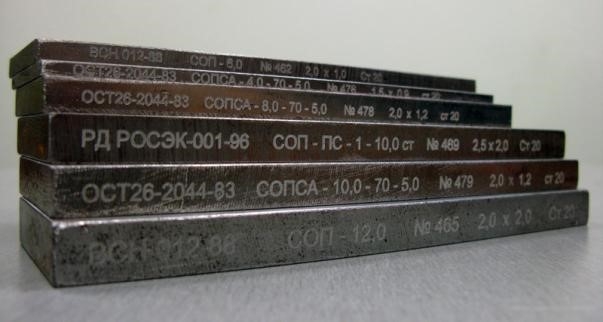 ВСН 012-88 СОП - 6,0 № 462 2,0 х 1,0 Ст 20
ОСТ26-2044-83 СОПСА - 4,0 - 70 - 5,0 № 476 1,5 х 0,9 Ст 20
ОСТ26-2044-83 СОПСА - 8,0 - 70 - 5,0 № 478 2,0 х 1,2 ст 20
РД РОСЭК-001-96 СОП - ПС - 1 - 10,0 ст № 469 2,5 х 2,0 Ст 20
ОСТ26-2044-83 СОПСА - 10,0 - 70 - 5,0 № 479 2,0 х 1,2 ст 20
ВСН 012-88 СОП - 12,0 № 465 2,0 х 2,0 Ст 20